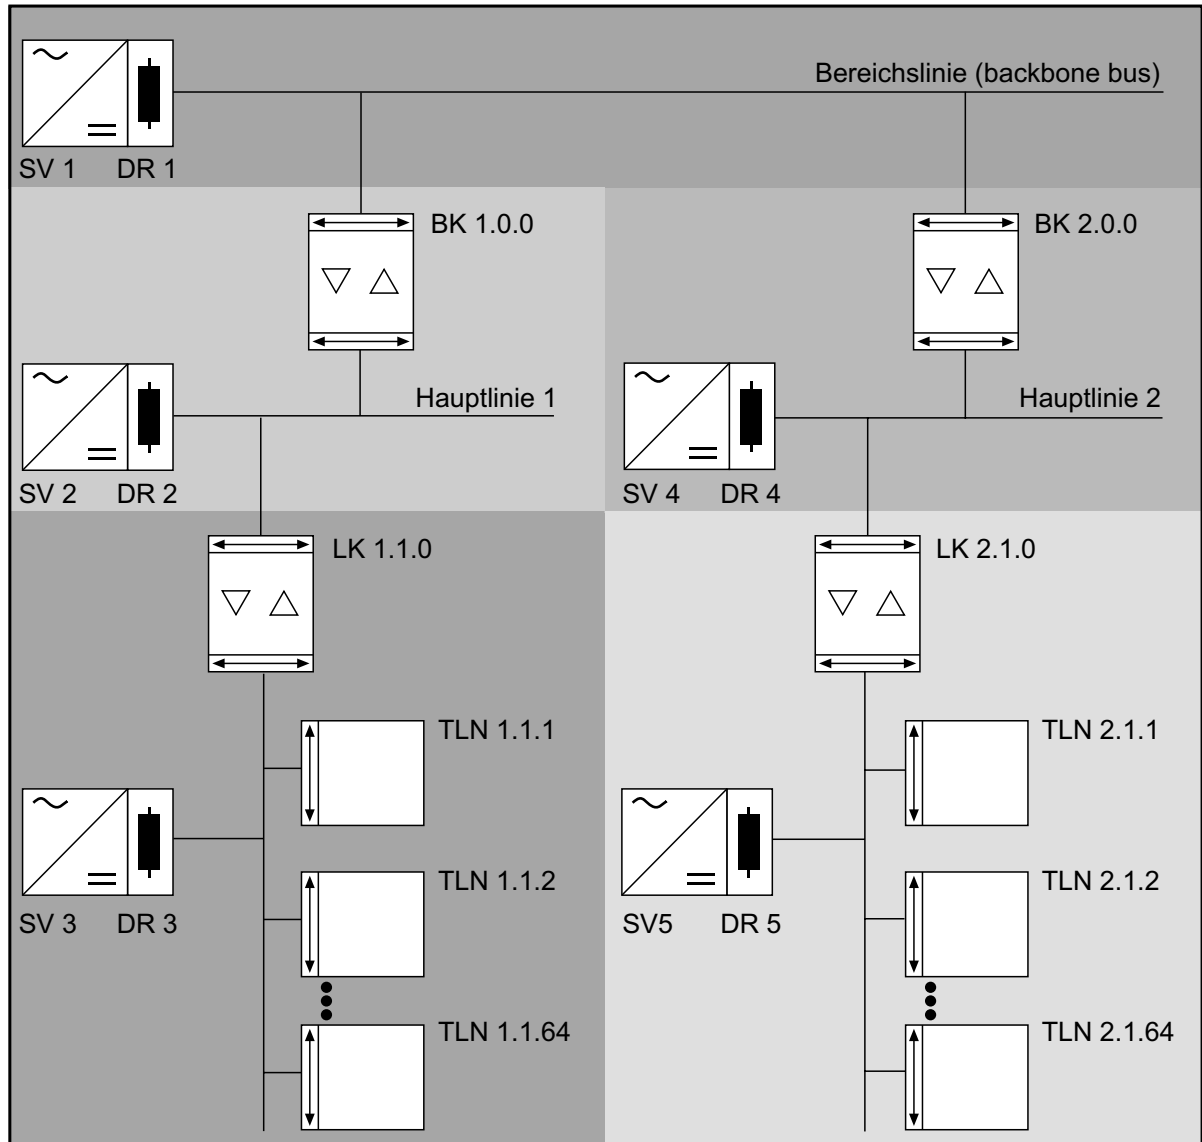 Bereichslinie (backbone bus)
SV 1 DR 1
BK 1.0.0
BK 2.0.0
Hauptlinie 1
Hauptlinie 2
SV 2 DR 2
SV 4 DR 4
LK 1.1.0
LK 2.1.0
TLN 1.1.1
TLN 2.1.1
TLN 1.1.2
TLN 2.1.2
SV 3 DR 3
SV5 DR 5
TLN 1.1.64
TLN 2.1.64